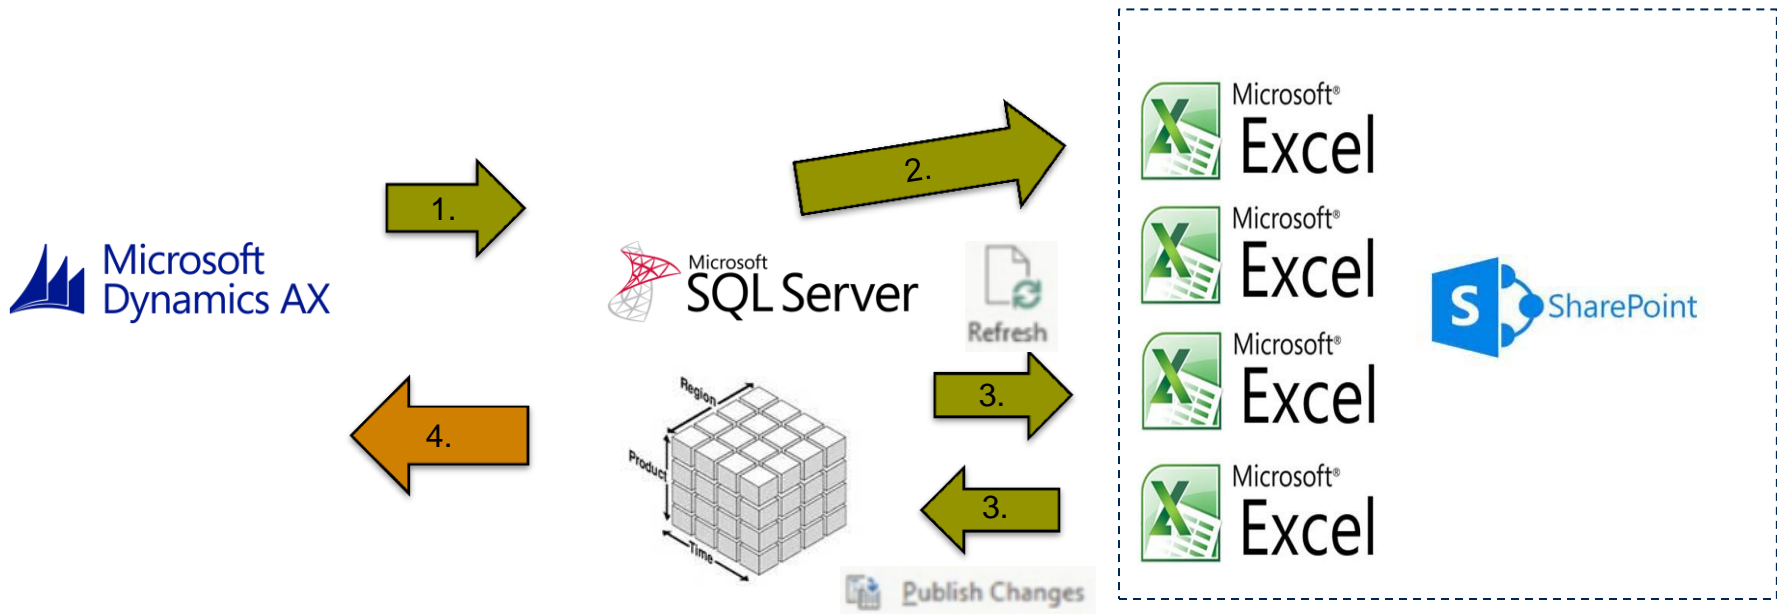 Microsoft
Dynamics AX
1.
4.
Microsoft
SQL Server
Region
Product
Time
2.
Refresh
3.
3.
Publish Changes
Microsoft®
Excel
Microsoft®
Excel
Microsoft®
Excel
Microsoft®
Excel
S
SharePoint